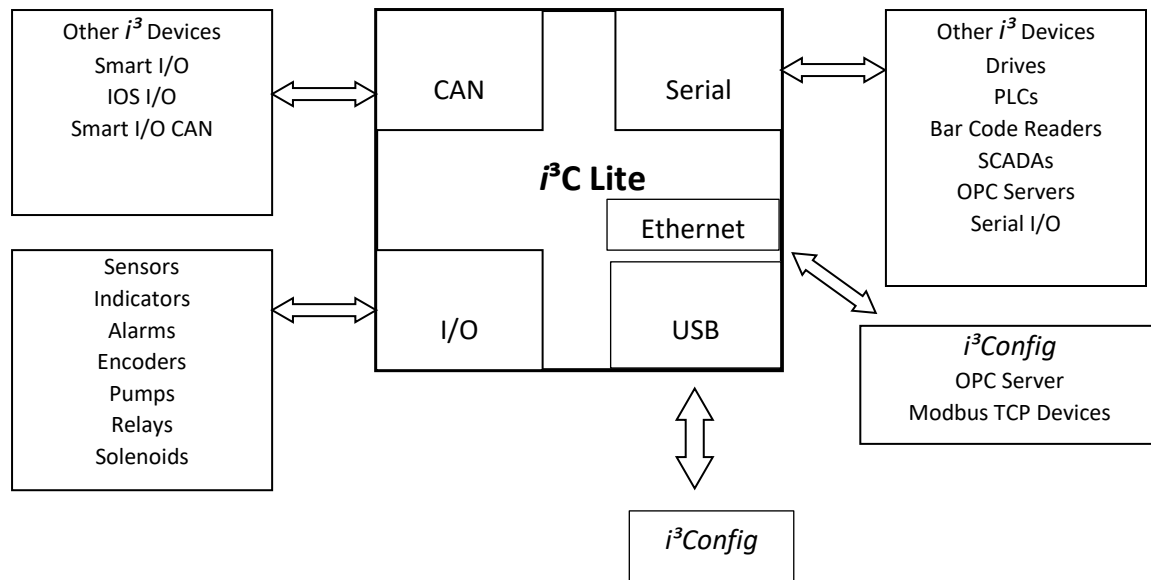 Other i³ Devices
Smart I/O
IOS I/O
Smart I/O CAN
CAN
Serial
Other i³ Devices
Drives
PLCs
Bar Code Readers
SCADAs
OPC Servers
Serial I/O
i³C Lite
Ethernet
Sensors
Indicators
Alarms
Encoders
Pumps
Relays
Solenoids
I/O
USB
i³Config
OPC Server
Modbus TCP Devices
i³Config